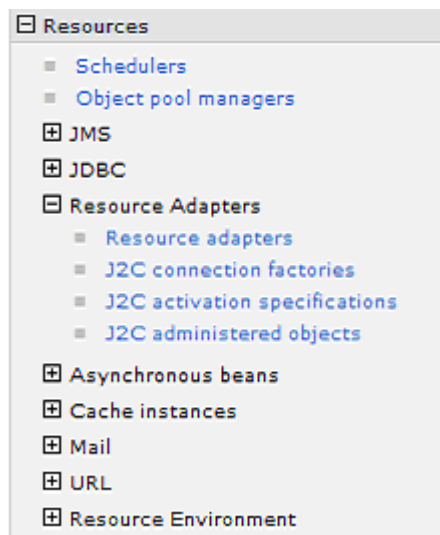 Resources
Schedulers
Object pool managers
JMS
JDBC
Resource Adapters
Resource adapters
J2C connection factories
J2C activation specifications
J2C administered objects
Asynchronous beans
Cache instances
Mail
URL
Resource Environment